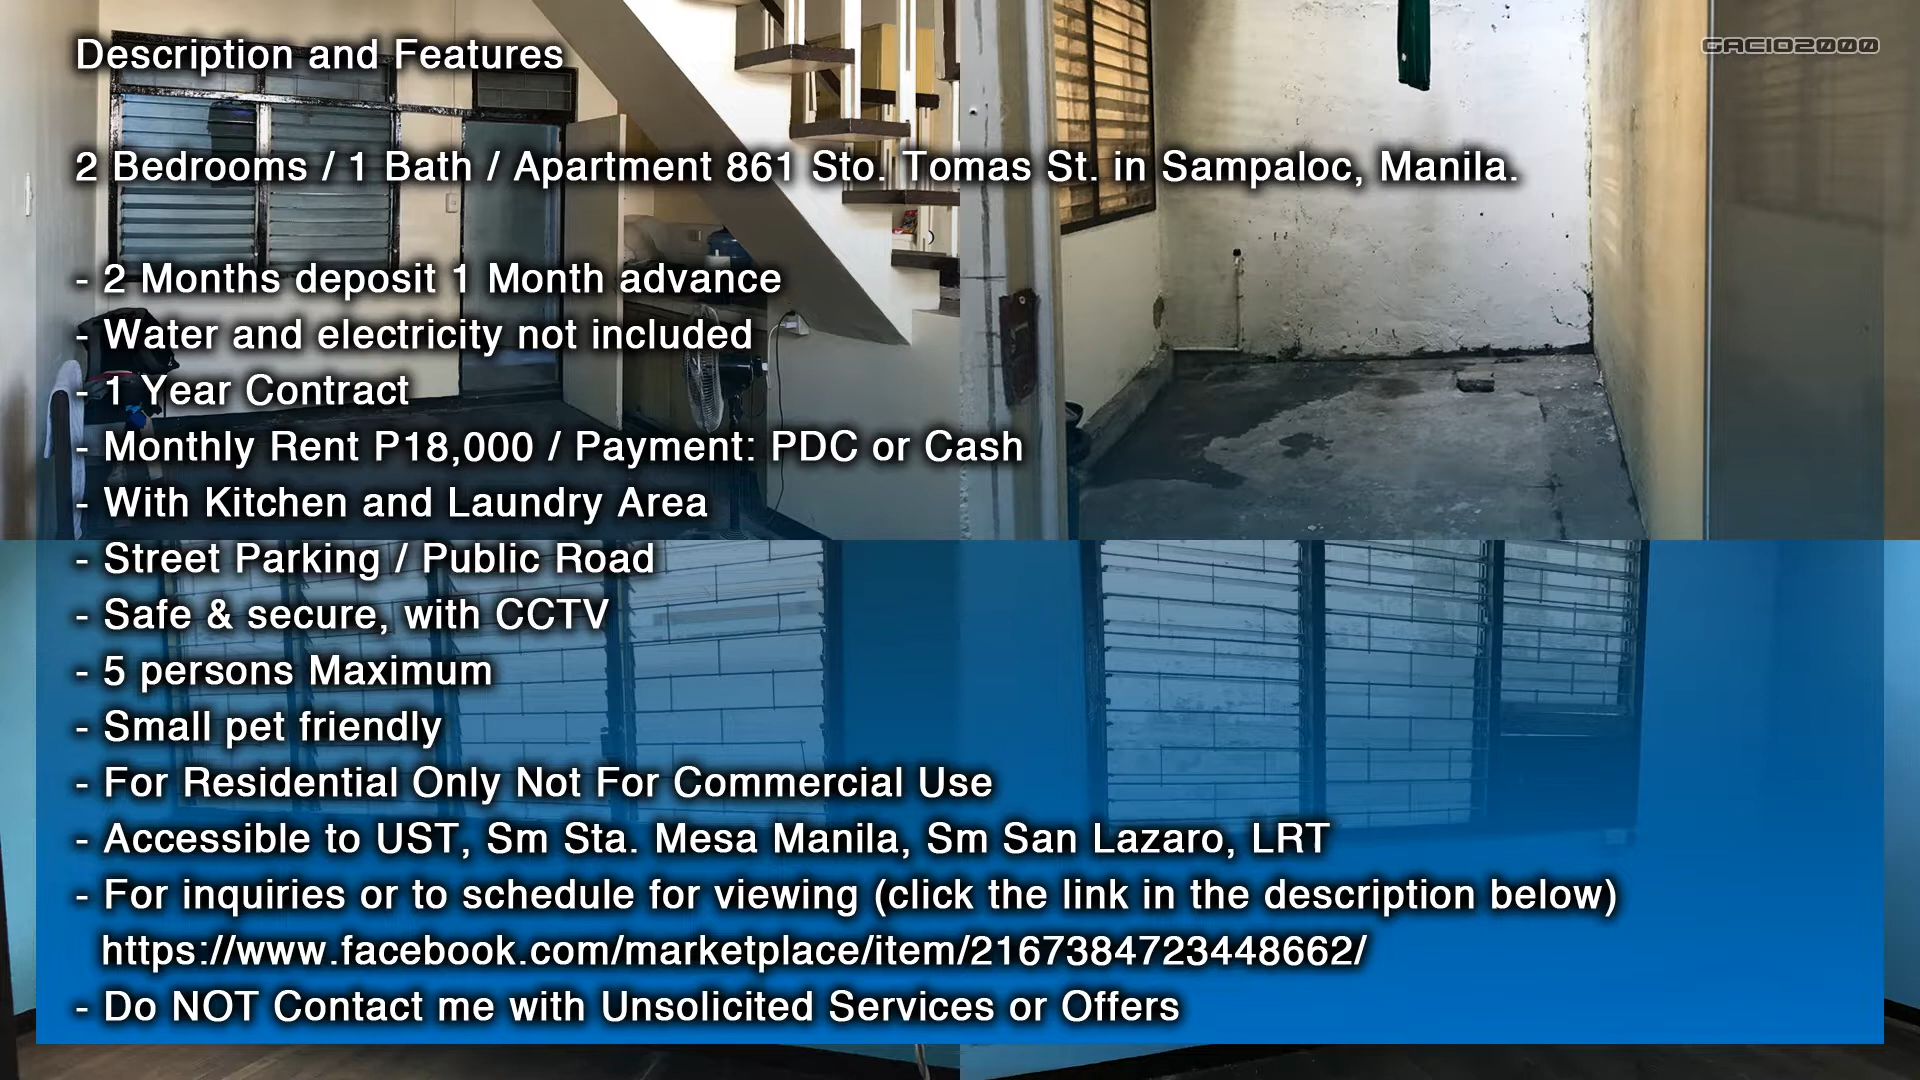 Description and Features
GACIO2000
2 Bedrooms / 1 Bath / Apartment 861 Sto. Tomas St. in Sampaloc, Manila.
- 2 Months deposit 1 Month advance
- Water and electricity not included
- 1 Year Contract
- Monthly Rent P18,000 / Payment: PDC or Cash
- With Kitchen and Laundry Area
- Street Parking / Public Road
- Safe & secure, with CCTV
- 5 persons Maximum
- Small pet friendly
- For Residential Only Not For Commercial Use
- Accessible to UST, Sm Sta. Mesa Manila, Sm San Lazaro, LRT
- For inquiries or to schedule for viewing (click the link in the description below)
https://www.facebook.com/marketplace/item/2167384723448662/
- Do NOT Contact me with Unsolicited Services or Offers